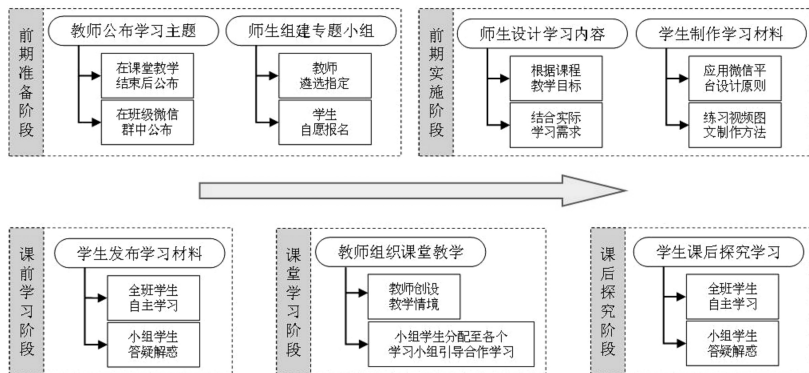 前期准备阶段
教师公布学习主题
在课堂教学
结束后公布
在班级微信
群中公布
师生组建专题小组
教师
遴选指定
学生
自愿报名
前期实施阶段
师生设计学习内容
根据课程
教学目标
结合实际
学习需求
学生制作学习材料
应用微信平
台设计原则
练习视频图
文制作方法
课前学习阶段
学生发布学习材料
全班学生
自主学习
小组学生
答疑解惑
课堂学习阶段
教师组织课堂教学
教师创设
教学情境
小组学生分配至各个
学习小组引导合作学习
课后探究阶段
学生课后探究学习
全班学生
自主学习
小组学生
答疑解惑